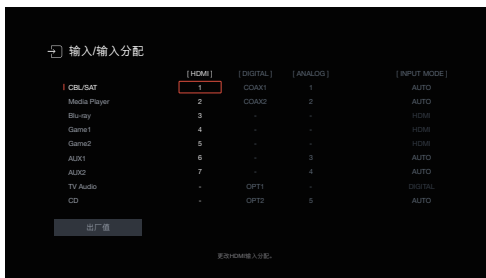 输入/输入分配
[ HDMI ] [ DIGITAL ] [ ANALOG ] [ INPUT MODE ]
CBL/SAT 1 COAX1 1 AUTO
Media Player 2 COAX2 2 AUTO
Blu-ray 3 - - HDMI
Game1 4 - - HDMI
Game2 5 - - HDMI
AUX1 6 - 3 AUTO
AUX2 7 - 4 AUTO
TV Audio - OPT1 - DIGITAL
CD - OPT2 5 AUTO
出厂值
更改HDMI输入分配。